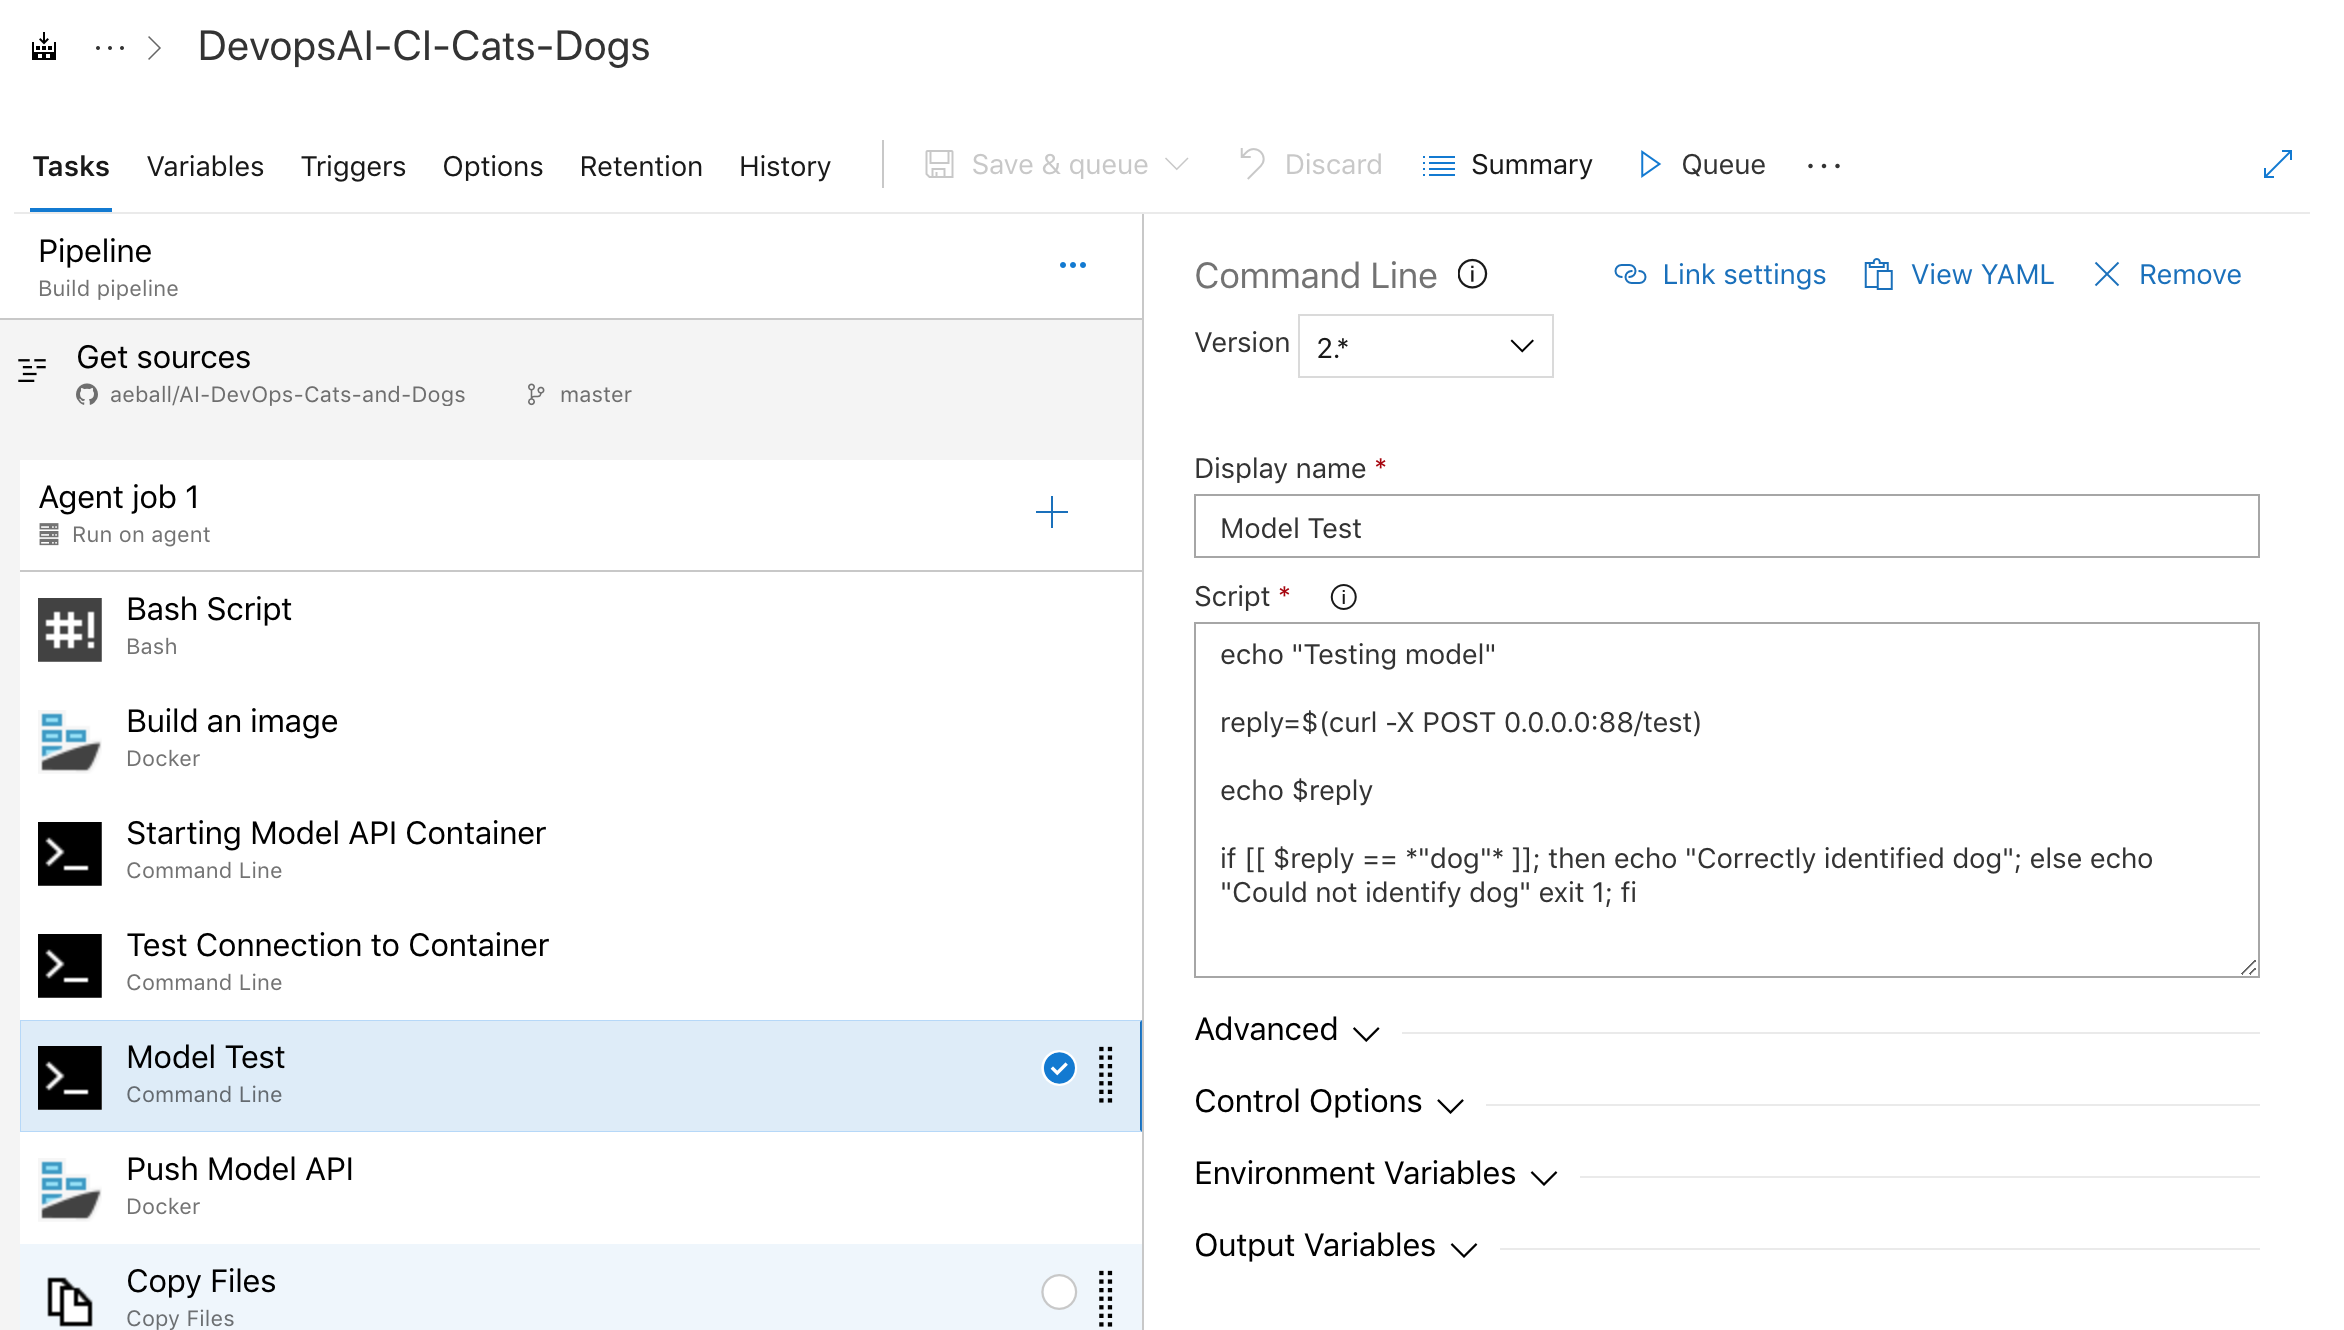 DevopsAI-CI-Cats-Dogs
Tasks Variables Triggers Options Retention History Save & queue Discard Summary Queue
Pipeline
Build pipeline
Get sources
aeball/AI-DevOps-Cats-and-Dogs master
Agent job 1
Run on agent
Bash Script
Bash
Build an image
Docker
Starting Model API Container
Command Line
Test Connection to Container
Command Line
Model Test
Command Line
Push Model API
Docker
Copy Files
Copy Files
Command Line Link settings View YAML Remove
Version 2.*
Display name *
Model Test
Script *
echo "Testing model"
reply=$(curl -X POST 0.0.0.0:88/test)
echo $reply
if [[ $reply == *"dog"* ]]; then echo "Correctly identified dog"; else echo
"Could not identify dog" exit 1; fi
Advanced
Control Options
Environment Variables
Output Variables